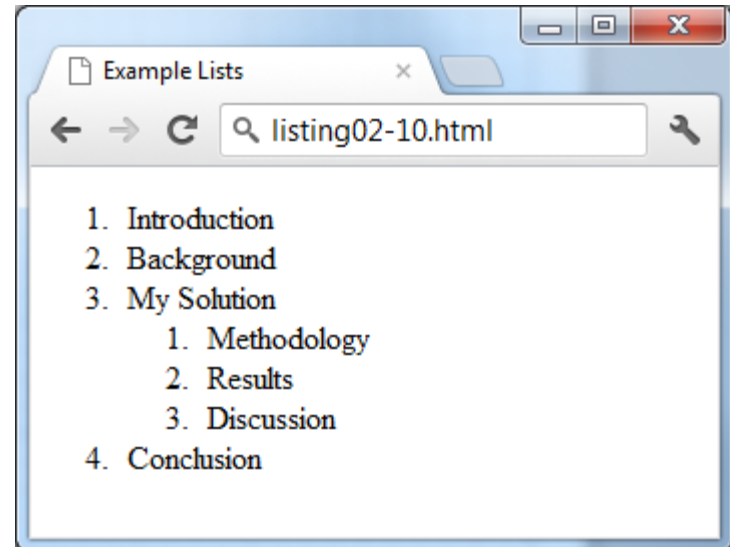 Example Lists
listing02-10.html
1. Introduction
2. Background
3. My Solution
1. Methodology
2. Results
3. Discussion
4. Conclusion